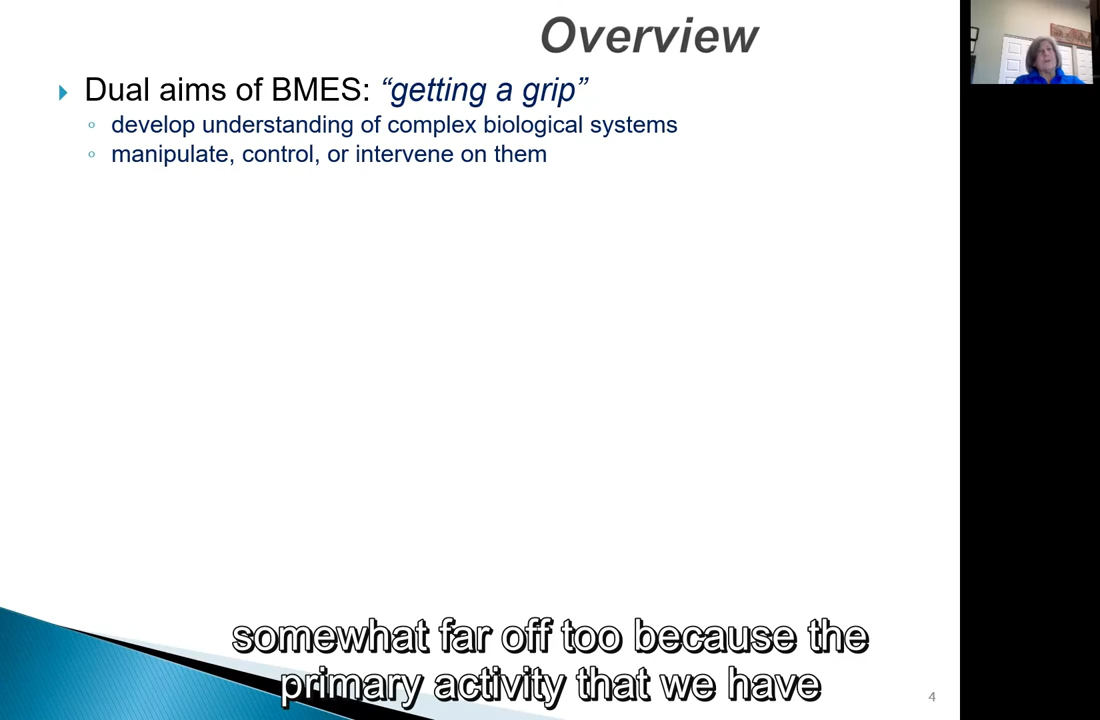 Overview
Dual aims of BMES: “getting a grip”
develop understanding of complex biological systems
manipulate, control, or intervene on them
somewhat far off too because the
primary activity that we have
4